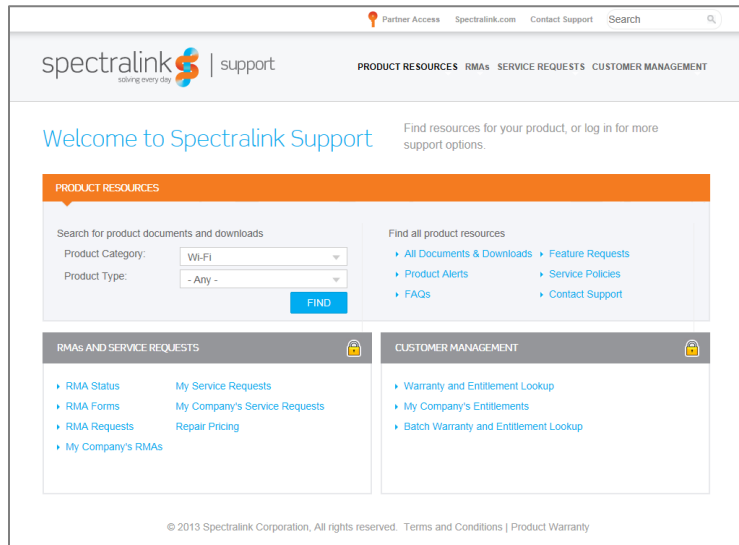 Partner Access Spectralink.com Contact Support Search
spectralink | support
solving every day
PRODUCT RESOURCES RMAs SERVICE REQUESTS CUSTOMER MANAGEMENT
Welcome to Spectralink Support
Find resources for your product, or log in for more
support options.
PRODUCT RESOURCES
Search for product documents and downloads
Product Category: Wi-Fi
Product Type: - Any -
FIND
Find all product resources
All Documents & Downloads Feature Requests
Product Alerts Service Policies
FAQs Contact Support
RMAs AND SERVICE REQUESTS
RMA Status My Service Requests
RMA Forms My Company's Service Requests
RMA Requests Repair Pricing
My Company's RMAs
CUSTOMER MANAGEMENT
Warranty and Entitlement Lookup
My Company's Entitlements
Batch Warranty and Entitlement Lookup
© 2013 Spectralink Corporation, All rights reserved. Terms and Conditions | Product Warranty